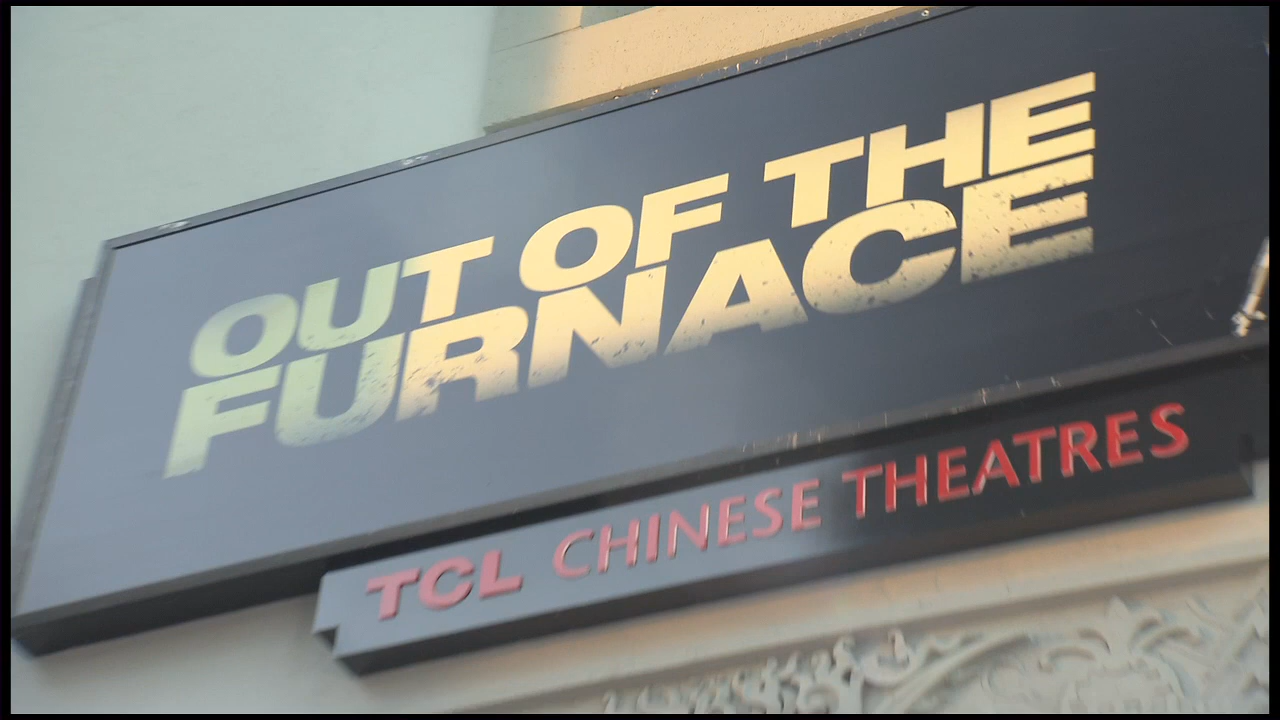 OUT OF THE
FURNACE
TCL CHINESE THEATRES